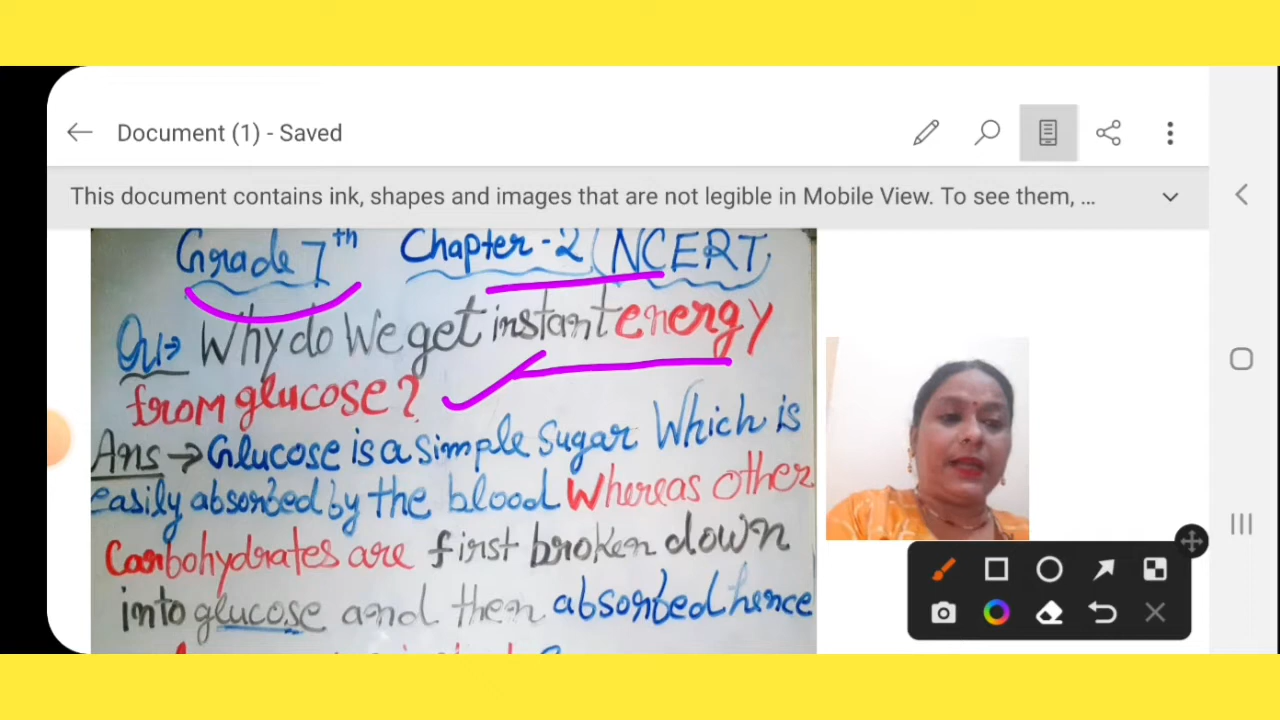 Document (1) - Saved
This document contains ink, shapes and images that are not legible in Mobile View. To see them, ...
Grade 7th Chapter-2 (NCERT)
Qu1⇒ Why do we get instant energy
from glucose?
Ans → Glucose is a simple sugar Which is
easily absorbed by the blood Whereas other
Carbohydrates are first broken down
into glucose and then absorbed hence